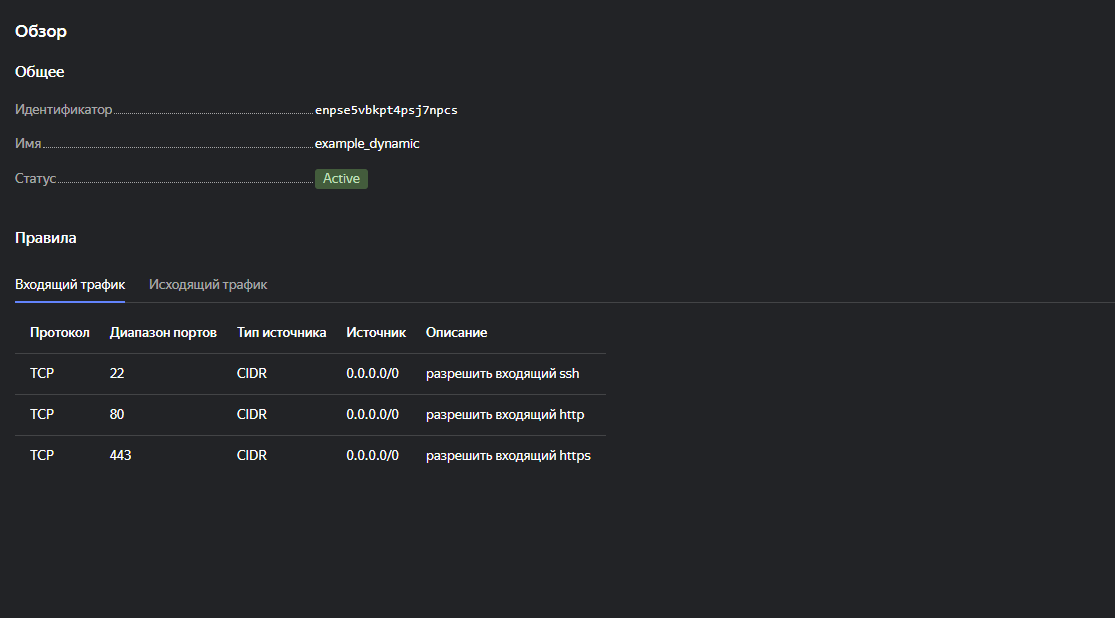 Обзор
Общее
Идентификатор enpse5vbkpt4psj7npcs
Имя example_dynamic
Статус Active
Правила
Входящий трафик Исходящий трафик
Протокол Диапазон портов Тип источника Источник Описание
TCP 22 CIDR 0.0.0.0/0 разрешить входящий ssh
TCP 80 CIDR 0.0.0.0/0 разрешить входящий http
TCP 443 CIDR 0.0.0.0/0 разрешить входящий https